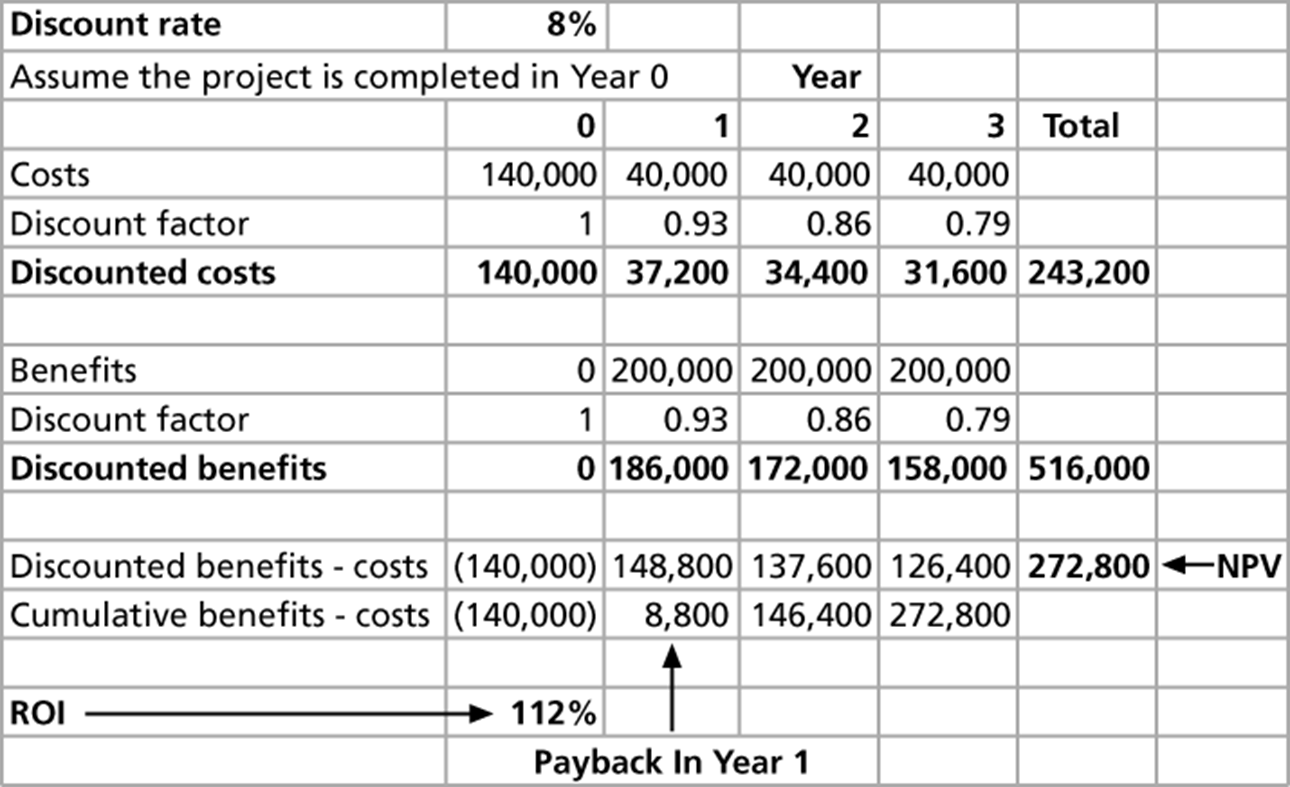 Discount rate 8%
Assume the project is completed in Year 0 Year
0 1 2 3 Total
Costs 140,000 40,000 40,000 40,000
Discount factor 1 0.93 0.86 0.79
Discounted costs 140,000 37,200 34,400 31,600 243,200
Benefits 0 200,000 200,000 200,000
Discount factor 1 0.93 0.86 0.79
Discounted benefits 0 186,000 172,000 158,000 516,000
Discounted benefits - costs (140,000) 148,800 137,600 126,400 272,800 NPV
Cumulative benefits - costs (140,000) 8,800 146,400 272,800
ROI 112%
Payback In Year 1